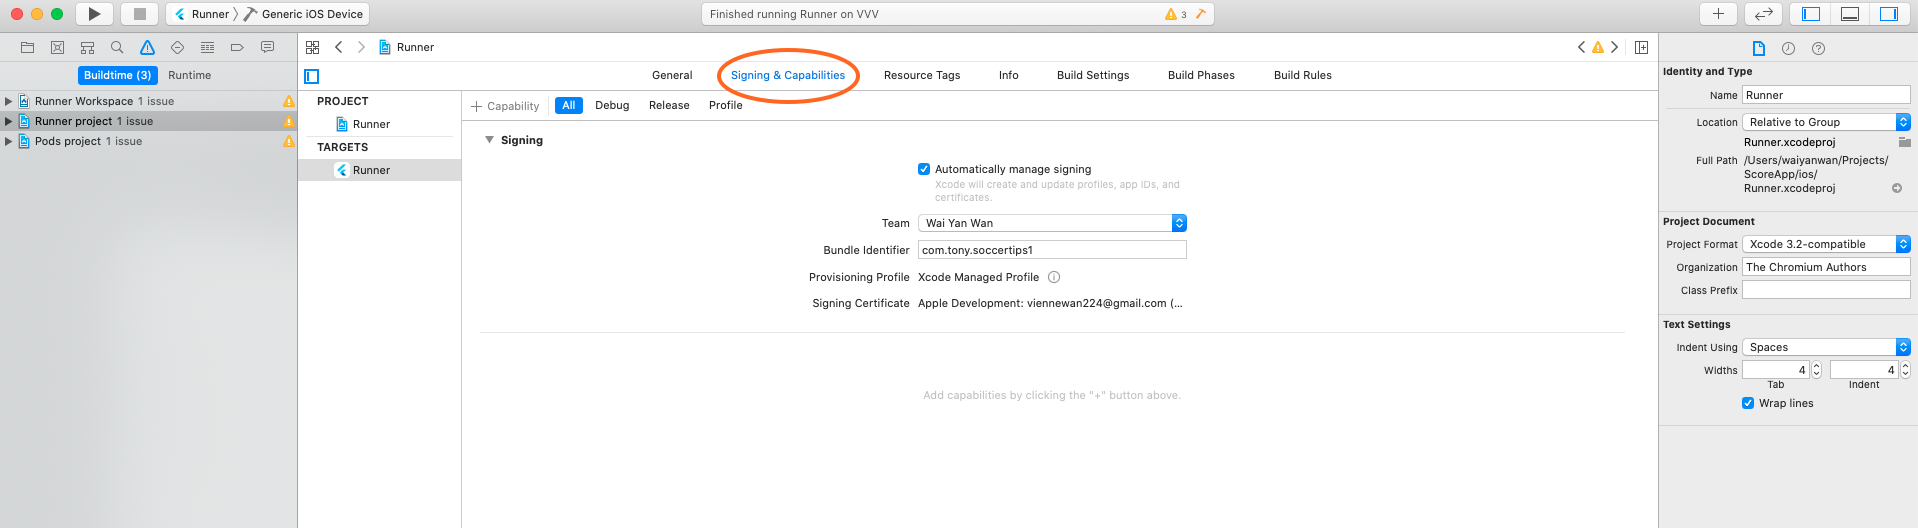 Runner 〉 Generic iOS Device
Finished running Runner on VVV
3
Runner
Buildtime (3)
Runtime
Runner Workspace 1 issue
Runner project 1 issue
Pods project 1 issue
General
Signing & Capabilities
Resource Tags
Info
Build Settings
Build Phases
Build Rules
PROJECT
Runner
TARGETS
Runner
+ Capability
All
Debug
Release
Profile
Signing
Automatically manage signing
Xcode will create and update profiles, app IDs, and
certificates.
Team Wai Yan Wan
Bundle Identifier com.tony.soccertips1
Provisioning Profile Xcode Managed Profile
Signing Certificate Apple Development: viennewan224@gmail.com (...
Add capabilities by clicking the "+" button above.
Identity and Type
Name Runner
Location Relative to Group
Runner.xcodeproj
Full Path /Users/waiyanwan/Projects/
ScoreApp/ios/
Runner.xcodeproj
Project Document
Project Format Xcode 3.2-compatible
Organization The Chromium Authors
Class Prefix
Text Settings
Indent Using Spaces
Widths 4 4
Tab Indent
Wrap lines